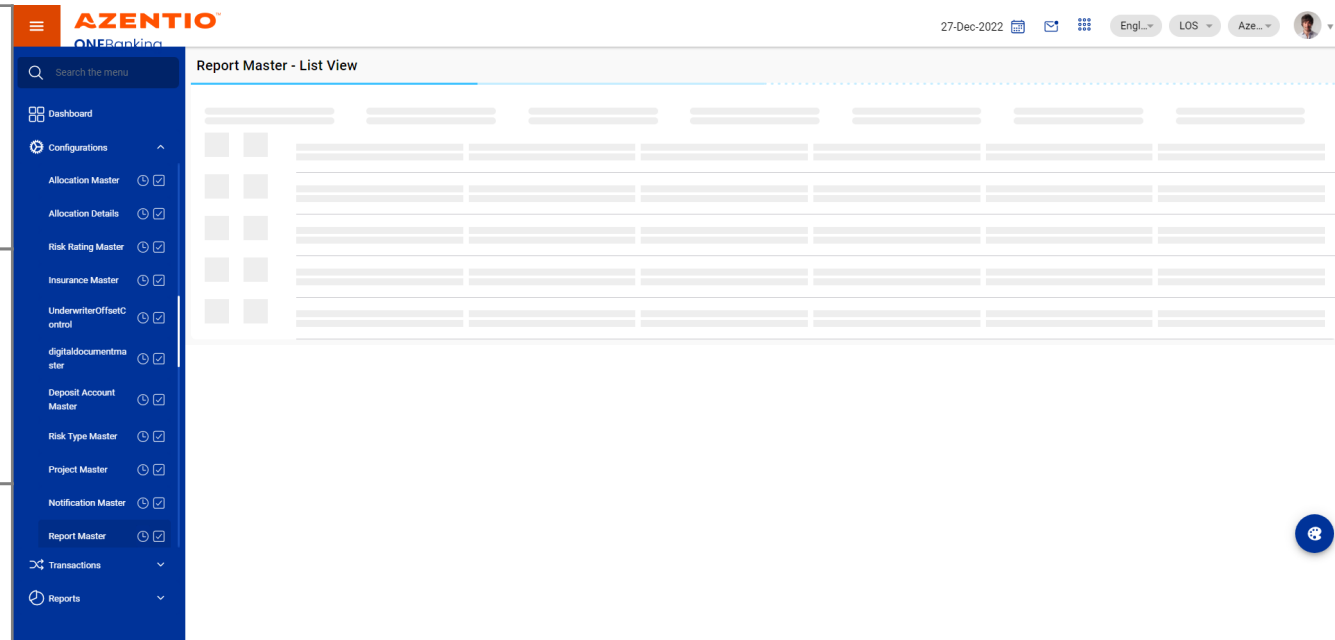 AZENTIO™
ONEBanking
27-Dec-2022
Engl...
LOS
Aze...
Search the menu
Report Master - List View
Dashboard
Configurations
Allocation Master
Allocation Details
Risk Rating Master
Insurance Master
UnderwriterOffsetC
ontrol
digitaldocumentma
ster
Deposit Account
Master
Risk Type Master
Project Master
Notification Master
Report Master
Transactions
Reports